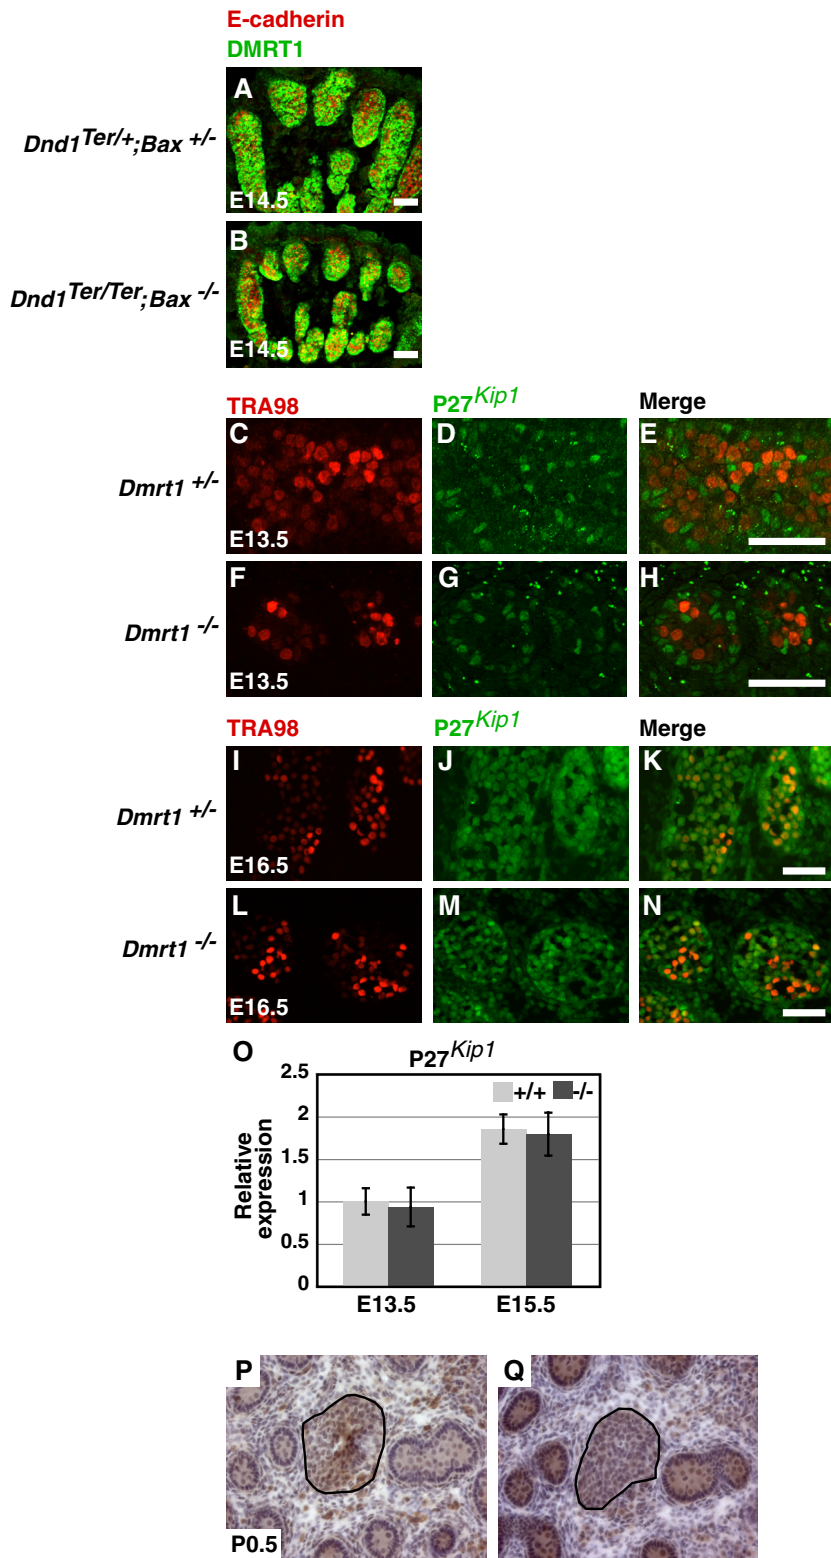 E-cadherin
DMRT1
A
Dnd1Ter/+;Bax +/-
E14.5
B
Dnd1Ter/Ter;Bax -/-
E14.5
TRA98 P27Kip1 Merge
C D E
Dmrt1 +/-
E13.5
F G H
Dmrt1 -/-
E13.5
TRA98 P27Kip1 Merge
I J K
Dmrt1 +/-
E16.5
L M N
Dmrt1 -/-
E16.5
O P27Kip1
2.5
+/+ -/-
2
1.5
1
0.5
0
Relative
expression
E13.5 E15.5
P Q
P0.5